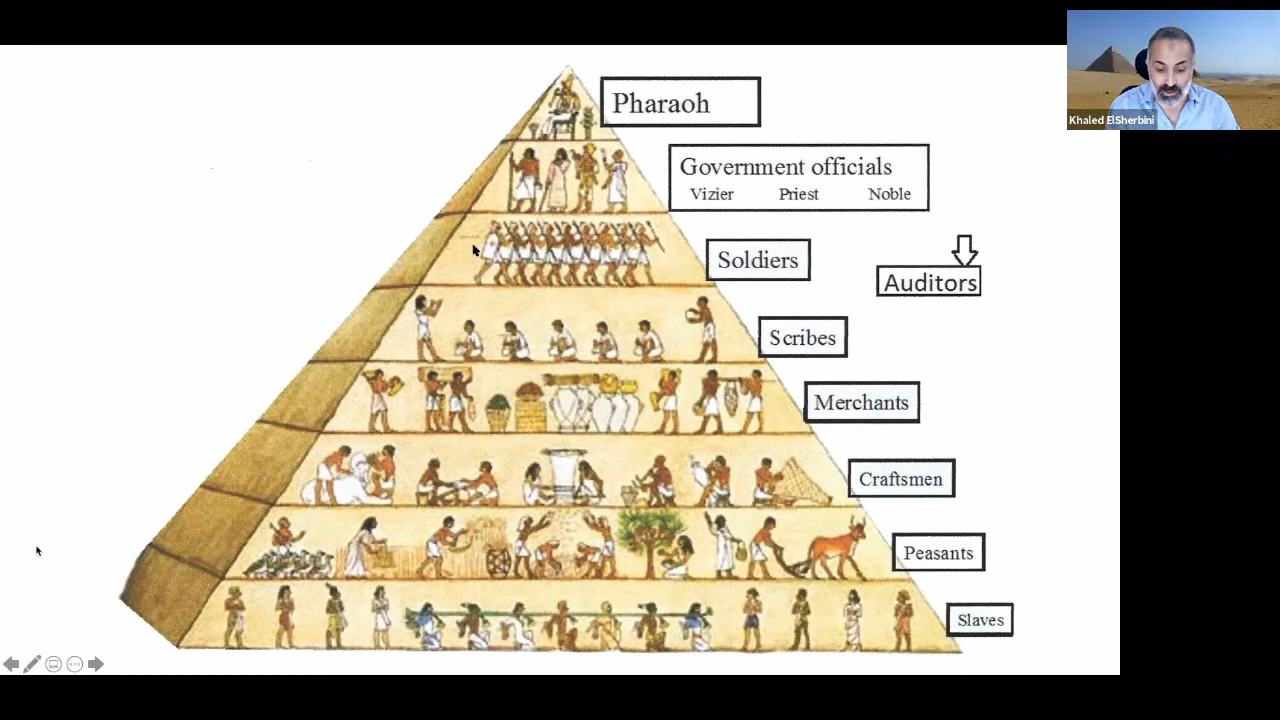 Khaled ElSherbini
Pharaoh
Government officials
Vizier Priest Noble
Soldiers
Auditors
Scribes
Merchants
Craftsmen
Peasants
Slaves